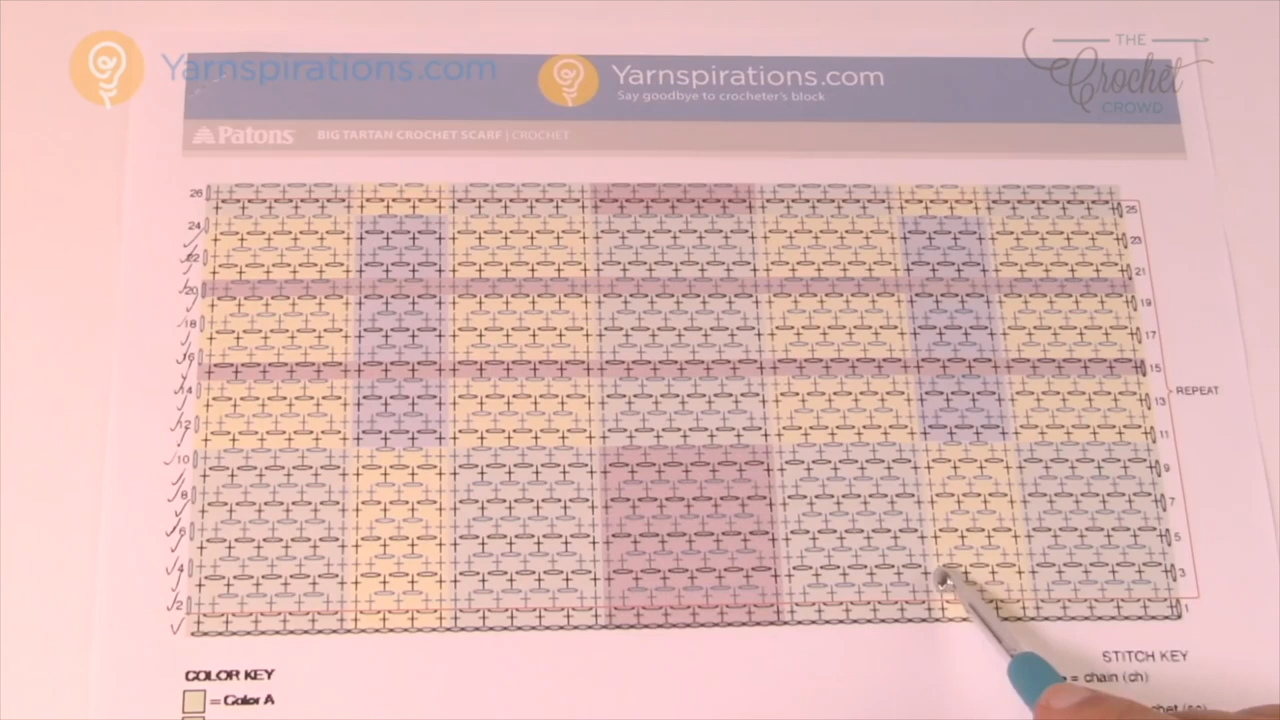 Yarnspirations.com
Yarnspirations.com
Say goodbye to crocheter's block
THE
Crochet
CROWD
Patons BIG TARTAN CROCHET SCARF | CROCHET
26
25
24
23
22
21
20
19
18
17
16
15
14
13
12
11
10
9
8
7
6
5
4
3
2
1
REPEAT
COLOR KEY
= Color A
STITCH KEY
= chain (ch)